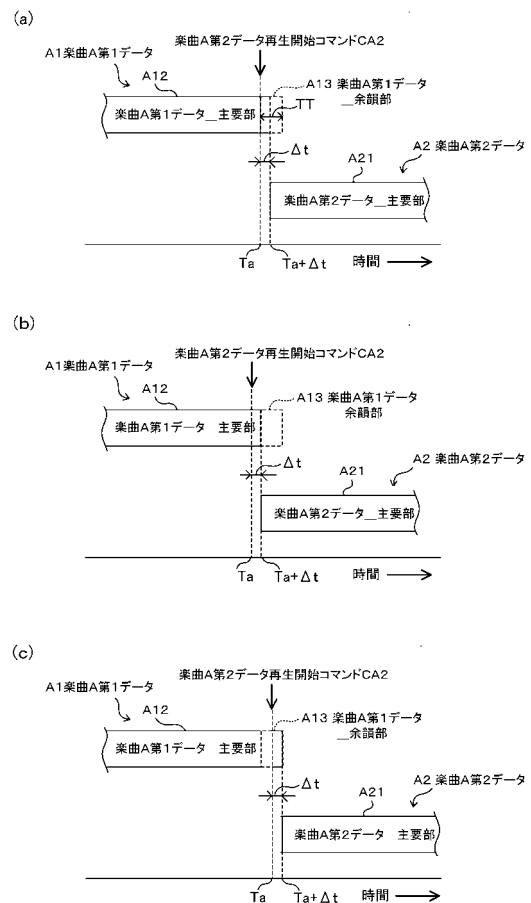 (a)
楽曲A第2データ再生開始コマンドCA2
A1楽曲A第1データ
A12
A13 楽曲A第1データ
＿余韻部
楽曲A第1データ＿主要部
TT
Δt
A21
A2 楽曲A第2データ
楽曲A第2データ＿主要部
Ta
Ta+Δt
時間
(b)
楽曲A第2データ再生開始コマンドCA2
A1楽曲A第1データ
A12
A13 楽曲A第1データ
余韻部
楽曲A第1データ 主要部
Δt
A21
A2 楽曲A第2データ
楽曲A第2データ＿主要部
Ta
Ta+Δt
時間
(c)
楽曲A第2データ再生開始コマンドCA2
A1楽曲A第1データ
A12
A13 楽曲A第1データ
＿余韻部
楽曲A第1データ 主要部
Δt
A21
A2 楽曲A第2データ
楽曲A第2データ 主要部
Ta
Ta+Δt
時間